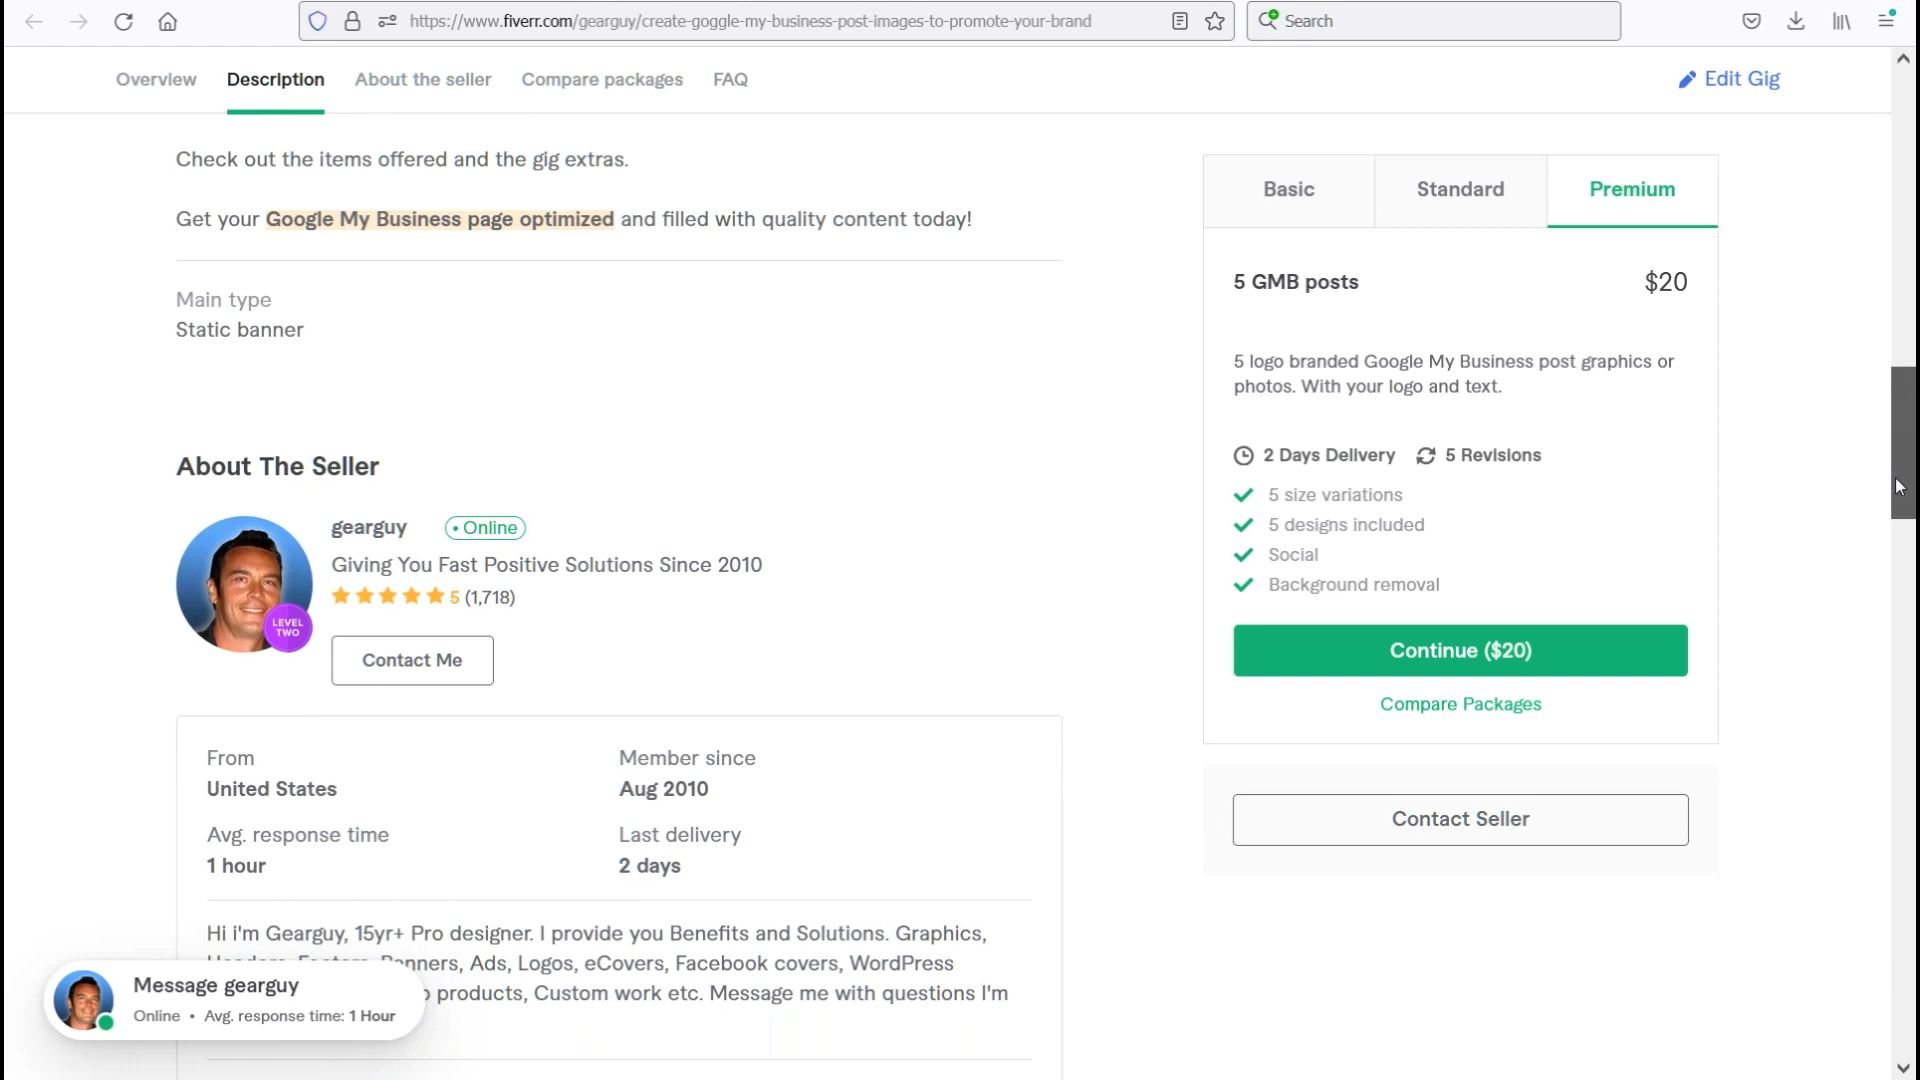 https://www.fiverr.com/gearguy/create-goggle-my-business-post-images-to-promote-your-brand
Search
Overview
Description
About the seller
Compare packages
FAQ
Edit Gig
Check out the items offered and the gig extras.
Get your Google My Business page optimized and filled with quality content today!
Main type
Static banner
Basic
Standard
Premium
5 GMB posts
$20
5 logo branded Google My Business post graphics or
photos. With your logo and text.
2 Days Delivery
5 Revisions
5 size variations
5 designs included
Social
Background removal
Continue ($20)
Compare Packages
Contact Seller
About The Seller
gearguy
• Online
Giving You Fast Positive Solutions Since 2010
5 (1,718)
LEVEL
TWO
Contact Me
From
United States
Member since
Aug 2010
Avg. response time
1 hour
Last delivery
2 days
Hi i'm Gearguy, 15yr+ Pro designer. I provide you Benefits and Solutions. Graphics,
Ads, Logos, eCovers, Facebook covers, WordPress
products, Custom work etc. Message me with questions I'm
Message gearguy
Online • Avg. response time: 1 Hour